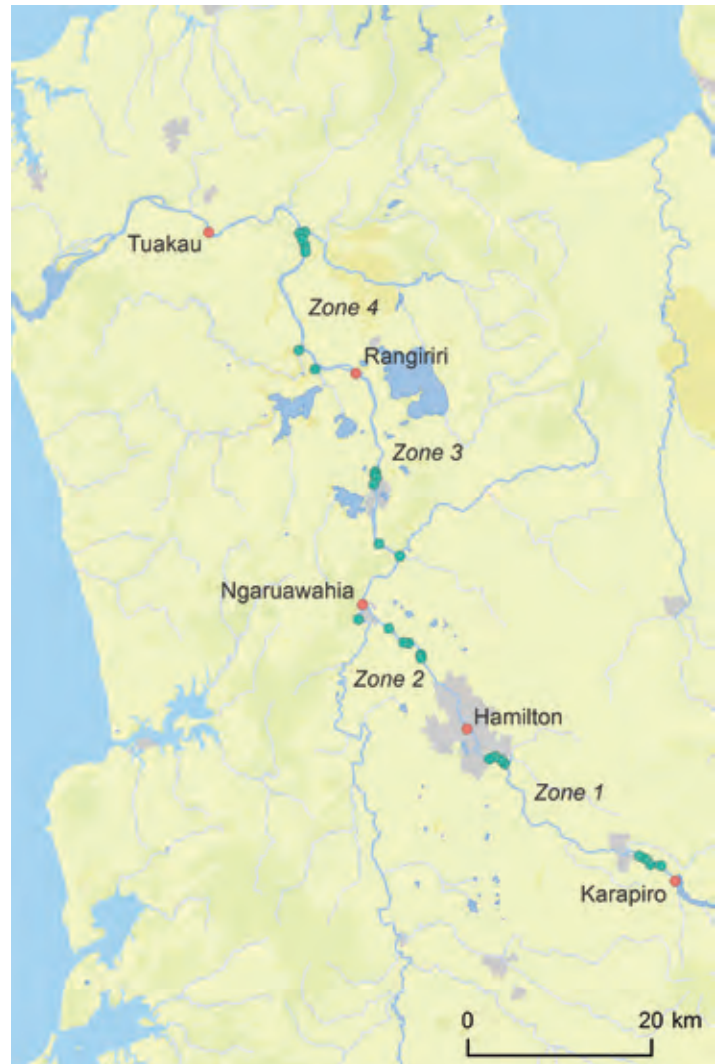 Tuakau
Zone 4
Rangiriri
Zone 3
Ngaruawahia
Zone 2
Hamilton
Zone 1
Karapiro
0 20 km